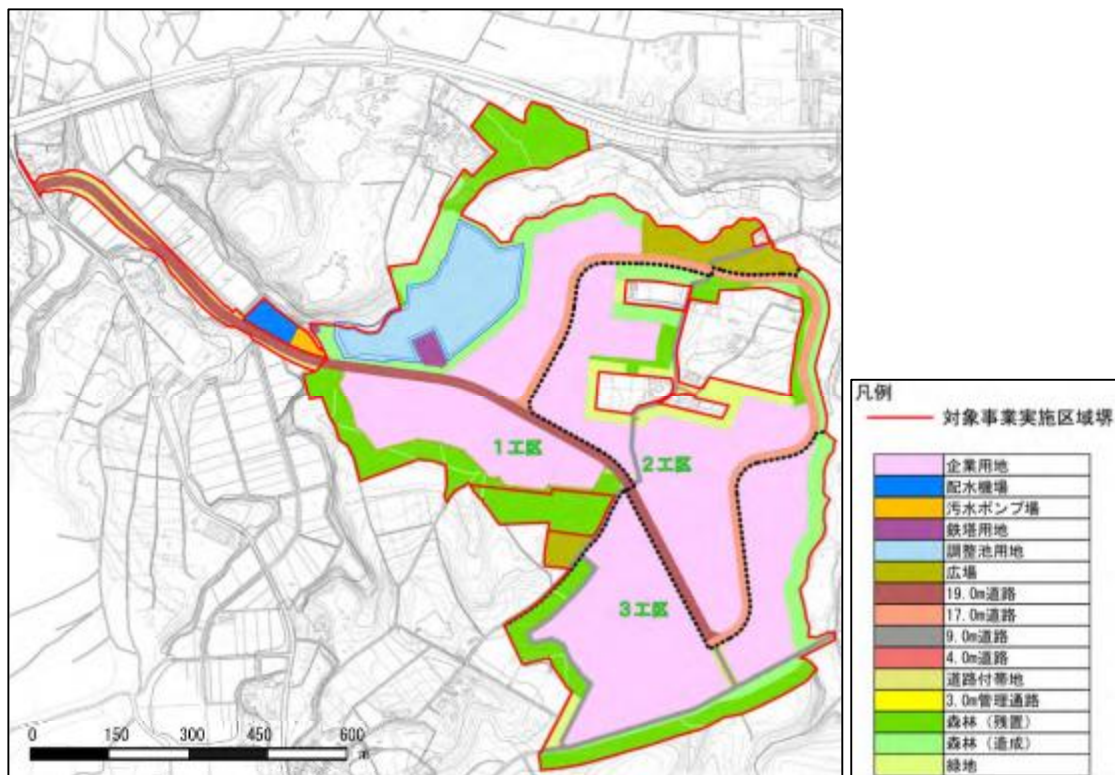 1工区
2工区
3工区
0 150 300 450 600
m
凡例
対象事業実施区域堺
企業用地
配水機場
汚水ポンプ場
鉄塔用地
調整池用地
広場
19.0m道路
17.0m道路
9.0m道路
4.0m道路
道路付帯地
3.0m管理通路
森林（残置）
森林（造成）
緑地